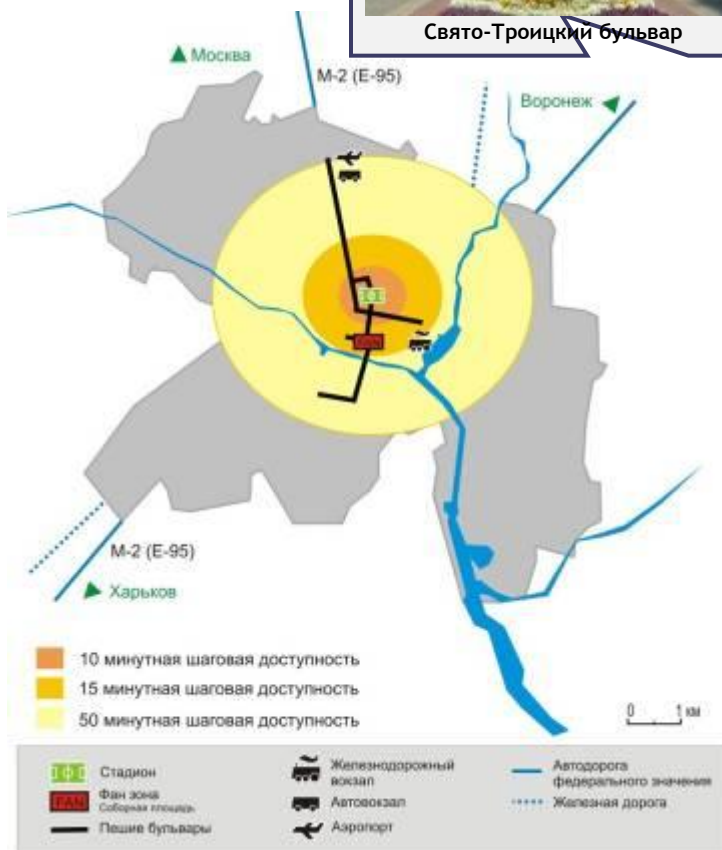 Свято-Троицкий бульвар
Москва
М-2 (Е-95)
Воронеж
FAN
М-2 (Е-95)
Харьков
10 минутная шаговая доступность
15 минутная шаговая доступность
50 минутная шаговая доступность
0 1 км
Стадион
FAN
Фан зона
Соборная площадь
Пешие бульвары
Железнодорожный
вокзал
Автовокзал
Аэропорт
Автодорога
федерального значения
Железная дорога